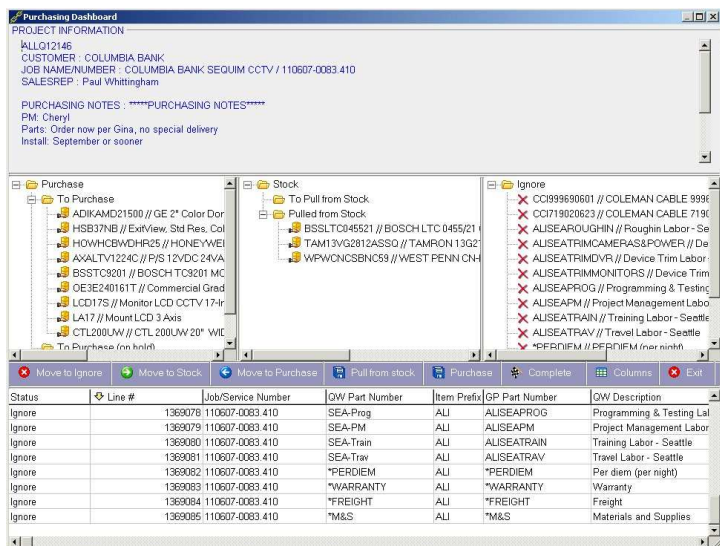 Purchasing Dashboard
PROJECT INFORMATION
ALLQ12146
CUSTOMER : COLUMBIA BANK
JOB NAME/NUMBER : COLUMBIA BANK SEQUIM CCTV / 110607-0083.410
SALESREP : Paul Whittingham
PURCHASING NOTES : *****PURCHASING NOTES*****
PM: Cheryl
Parts: Order now per Gina, no special delivery
Install: September or sooner
Purchase
To Purchase
ADIKAMD21500 // GE 2" Color Dor
HSB37NB // ExitView, Std Res, Col
HOWHCBWDHR25 // HONEYWEI
AXALTV1224C // P/S 12VDC 24VA
BSSTC9201 // BOSCH TC9201 MC
OE3E240161T // Commercial Grad
LCD17S // Monitor LCD CCTV 17-Ir
LA17 // Mount LCD 3 Axis
CTL200UW // CTL 200UW 20" WID
To Purchase (on hold)
Stock
To Pull from Stock
Pulled from Stock
BSSLTC045521 // BOSCH LTC 0455/21
TAM13VG2812ASSQ // TAMRON 13G2
WPWCNCSBNC59 // WEST PENN CN-
Ignore
CCI999690601 // COLEMAN CABLE 9996
CCI719020623 // COLEMAN CABLE 7190
ALISEAROUGHIN // Roughin Labor - Se
ALISEATRIMCAMERAS&POWER // De
ALISEATRIMDVR // Device Trim Labor
ALISEATRIMMONITORS // Device Trim
ALISEAPROG // Programming & Testing
ALISEAPM // Project Management Labo
ALISEATRAIN // Training Labor - Seattle
ALISEATRAV // Travel Labor - Seattle
*PERDIEM // PERDIEM (per night)
Move to Ignore Move to Stock Move to Purchase Pull from stock Purchase Complete Columns Exit
Status Line # Job/Service Number QW Part Number Item Prefix GP Part Number QW Description
Ignore 1369078 110607-0083.410 SEA-Prog ALI ALISEAPROG Programming & Testing Lal
Ignore 1369079 110607-0083.410 SEA-PM ALI ALISEAPM Project Management Labor
Ignore 1369080 110607-0083.410 SEA-Train ALI ALISEATRAIN Training Labor - Seattle
Ignore 1369081 110607-0083.410 SEA-Trav ALI ALISEATRAV Travel Labor - Seattle
Ignore 1369082 110607-0083.410 *PERDIEM ALI *PERDIEM Per diem (per night)
Ignore 1369083 110607-0083.410 *WARRANTY ALI *WARRANTY Warranty
Ignore 1369084 110607-0083.410 *FREIGHT ALI *FREIGHT Freight
Ignore 1369085 110607-0083.410 *M&S ALI *M&S Materials and Supplies